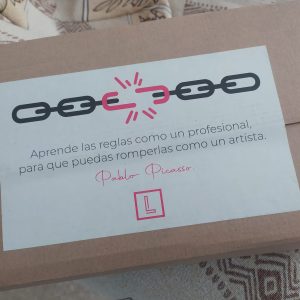 Aprende las reglas como un profesional,
para que puedas romperlas como un artista.
Pablo Picasso.
L